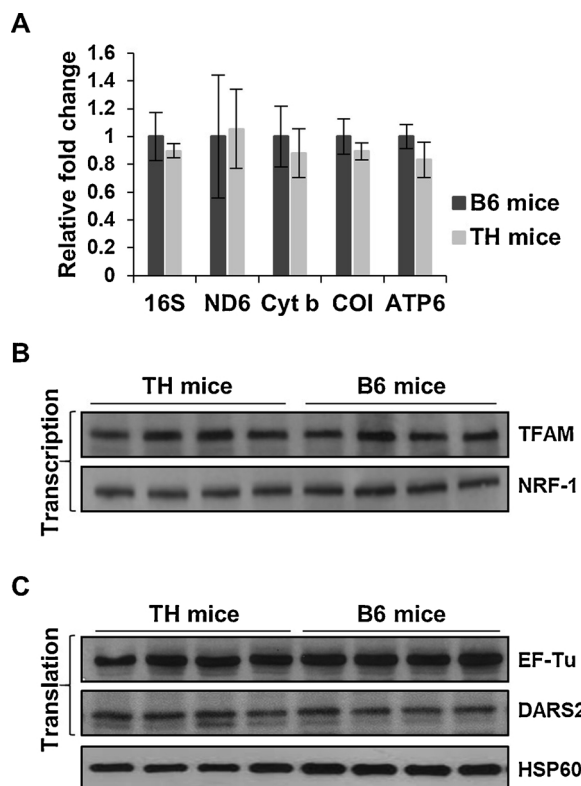 A
Relative fold change
1.6
1.4
1.2
1
0.8
0.6
0.4
0.2
0
16S ND6 Cyt b COI ATP6
B6 mice
TH mice
B
TH mice B6 mice
Transcription
TFAM
NRF-1
C
TH mice B6 mice
Translation
EF-Tu
DARS2
HSP60